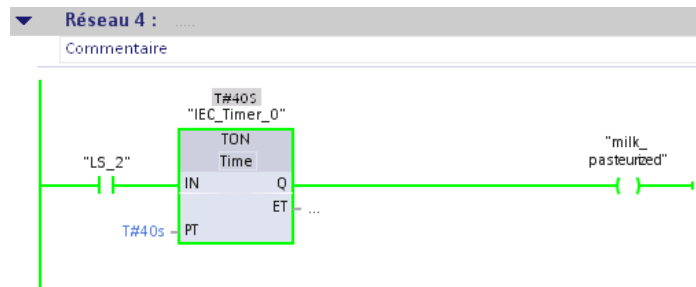 Réseau 4 : .....
Commentaire
T#40S
"IEC_Timer_0"
TON
Time
"LS_2"
"milk_
pasteurized"
IN Q
ET ...
T#40s PT